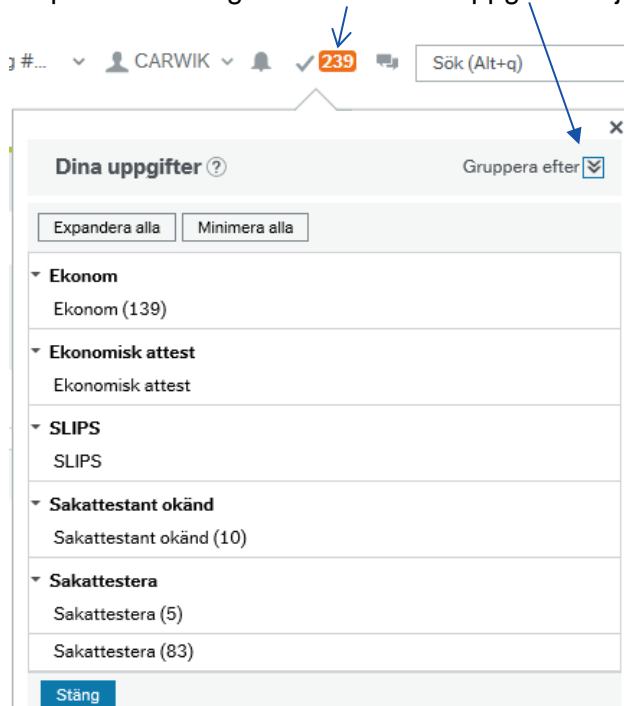 g #... CARWIK 239 Sök (Alt+q)
Dina uppgifter ? Gruppera efter
Expandera alla Minimera alla
Ekonom
Ekonom (139)
Ekonomisk attest
Ekonomisk attest
SLIPS
SLIPS
Sakattestant okänd
Sakattestant okänd (10)
Sakattestera
Sakattestera (5)
Sakattestera (83)
Stäng